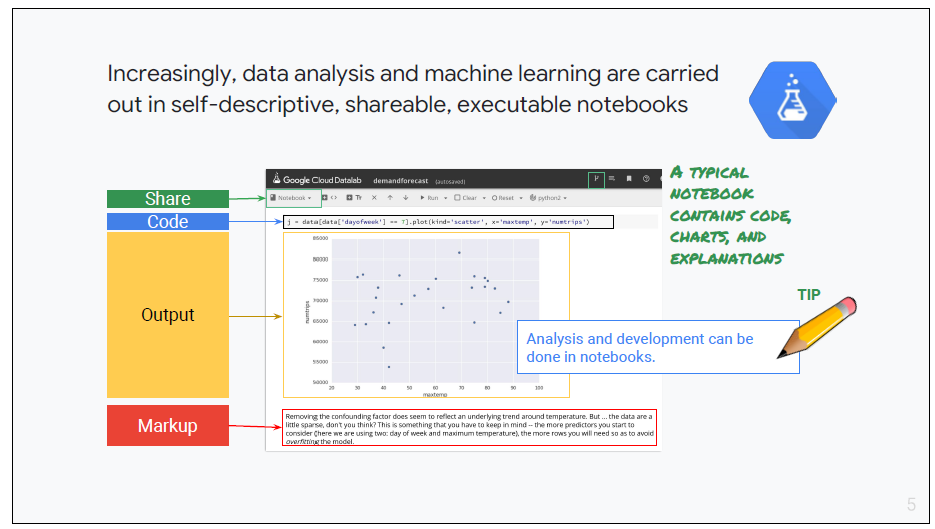 Increasingly, data analysis and machine learning are carried
out in self-descriptive, shareable, executable notebooks
Google Cloud Datalab demandforecast (autosaved)
Notebook <> Tr Run Clear Reset python2
Share
Code
Output
Markup
j = data[data['dayofweek'] == 7].plot(kind='scatter', x='maxtemp', y='numtrips')
85000
80000
75000
70000
65000
60000
55000
50000
numtrips
20 30 40 50 60 70 80 90 100
maxtemp
Removing the confounding factor does seem to reflect an underlying trend around temperature. But ... the data are a
little sparse, don't you think? This is something that you have to keep in mind -- the more predictors you start to
consider (here we are using two: day of week and maximum temperature), the more rows you will need so as to avoid
overfitting the model.
A TYPICAL
NOTEBOOK
CONTAINS CODE,
CHARTS, AND
EXPLANATIONS
TIP
Analysis and development can be
done in notebooks.
5